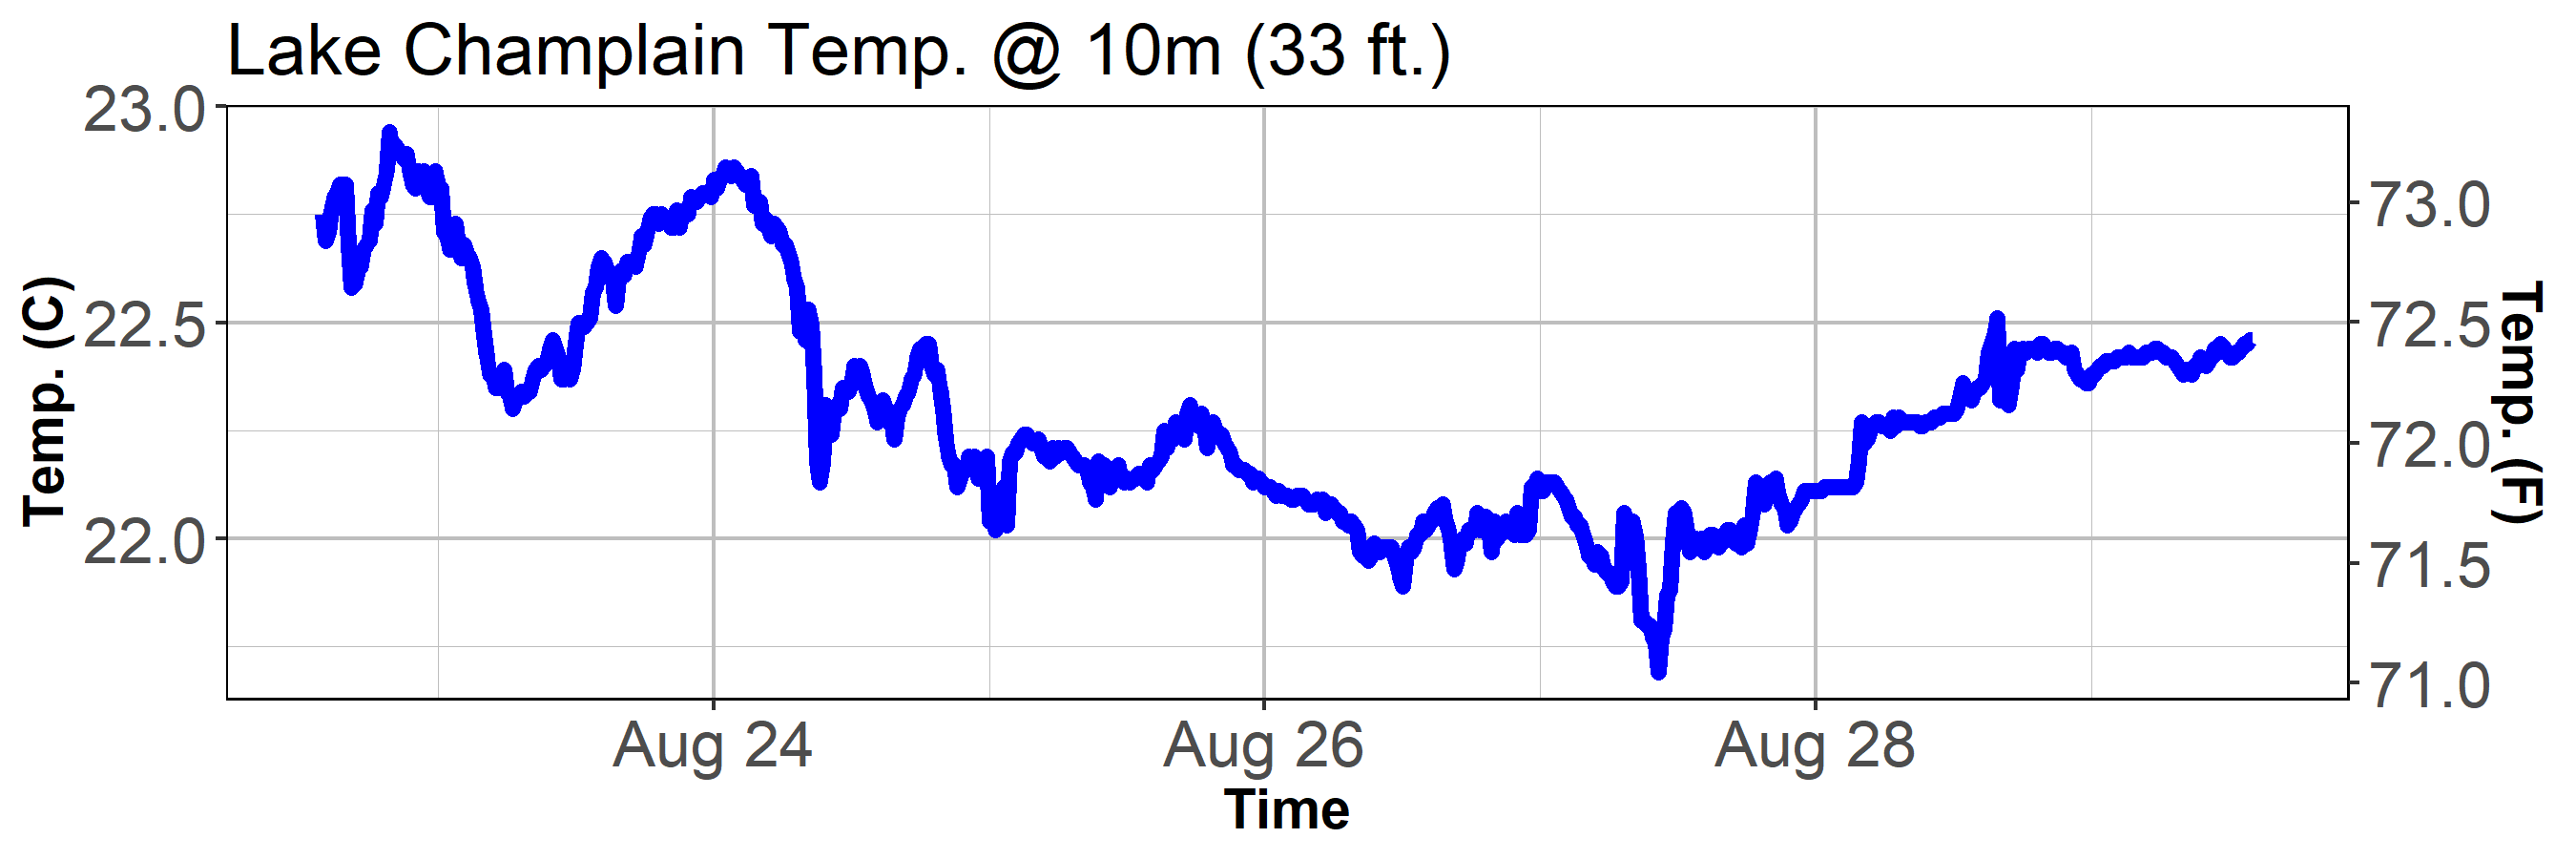 Lake Champlain Temp. @ 10m (33 ft.)
23.0
22.5
22.0
Temp. (C)
73.0
72.5
72.0
71.5
71.0
Temp. (F)
Aug 24
Aug 26
Aug 28
Time